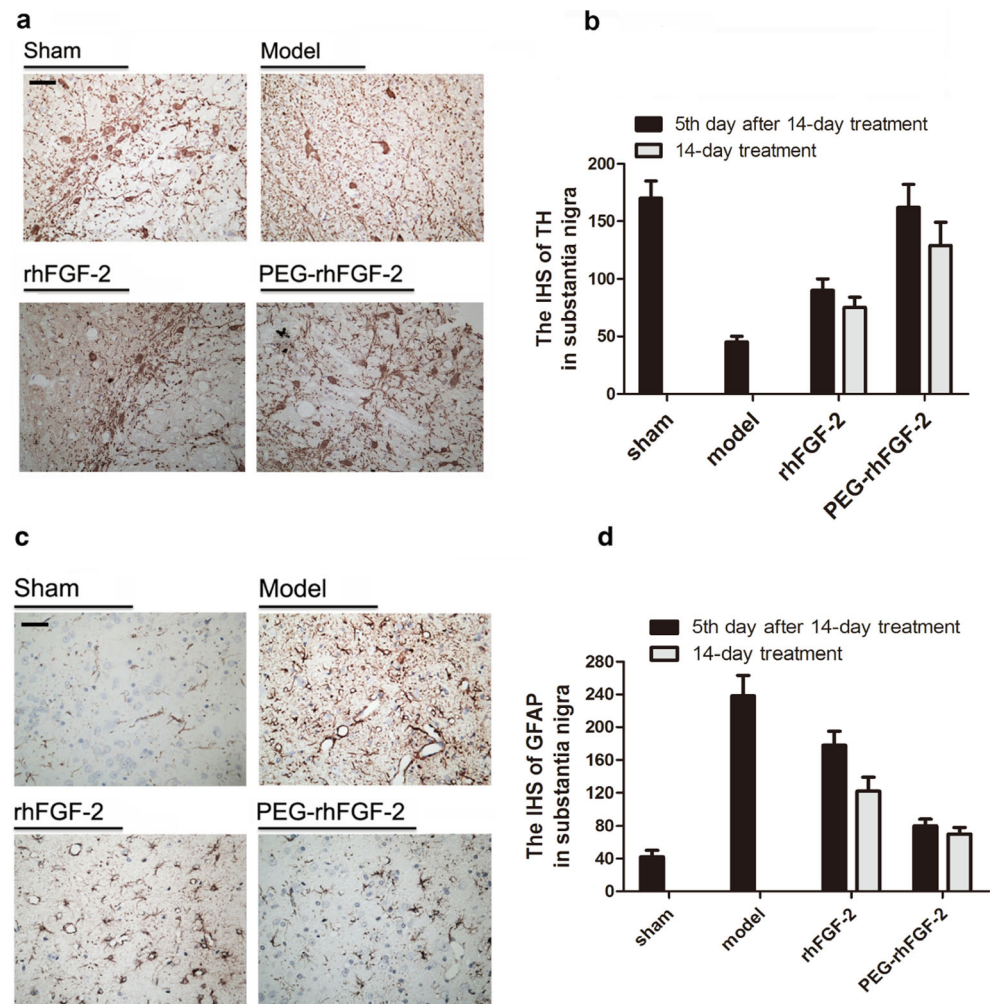 a
Sham
Model
rhFGF-2
PEG-rhFGF-2
b
5th day after 14-day treatment
14-day treatment
The IHS of TH
in substantia nigra
200
150
100
50
0
sham
model
rhFGF-2
PEG-rhFGF-2
c
Sham
Model
rhFGF-2
PEG-rhFGF-2
d
5th day after 14-day treatment
14-day treatment
The IHS of GFAP
in substantia nigra
280
240
200
160
120
80
40
0
sham
model
rhFGF-2
PEG-rhFGF-2